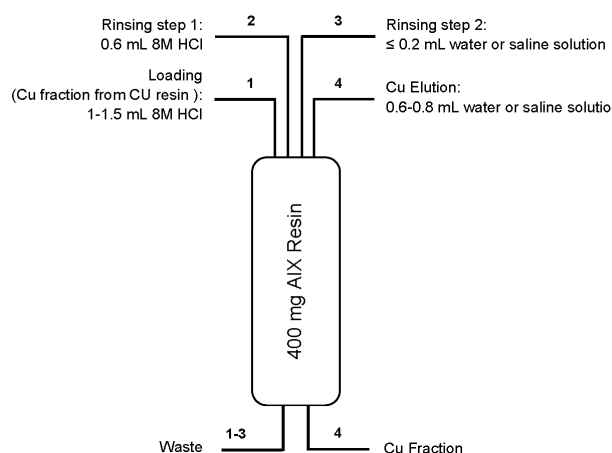 Rinsing step 1:
0.6 mL 8M HCl
2
3
Rinsing step 2:
≤ 0.2 mL water or saline solution
Loading
(Cu fraction from CU resin ):
1-1.5 mL 8M HCl
1
4
Cu Elution:
0.6-0.8 mL water or saline solutio
400 mg AIX Resin
Waste
1-3
4
Cu Fraction